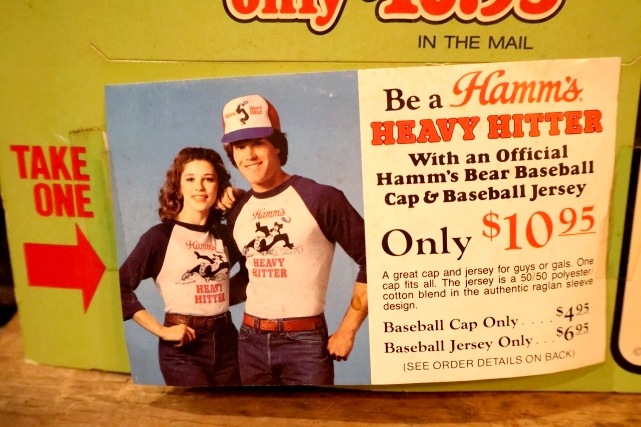 only $10.95
IN THE MAIL
TAKE
ONE
Hamm's
HEAVY
HITTER
Hamm's
HEAVY
HITTER
Be a Hamm's
HEAVY HITTER
With an Official
Hamm's Bear Baseball
Cap & Baseball Jersey
Only $10 95
A great cap and jersey for guys or gals. One
cap fits all. The jersey is a 50/50 polyester/
cotton blend in the authentic raglan sleeve
design.
Baseball Cap Only . . . . $4 95
Baseball Jersey Only . . . $6 95
(SEE ORDER DETAILS ON BACK)